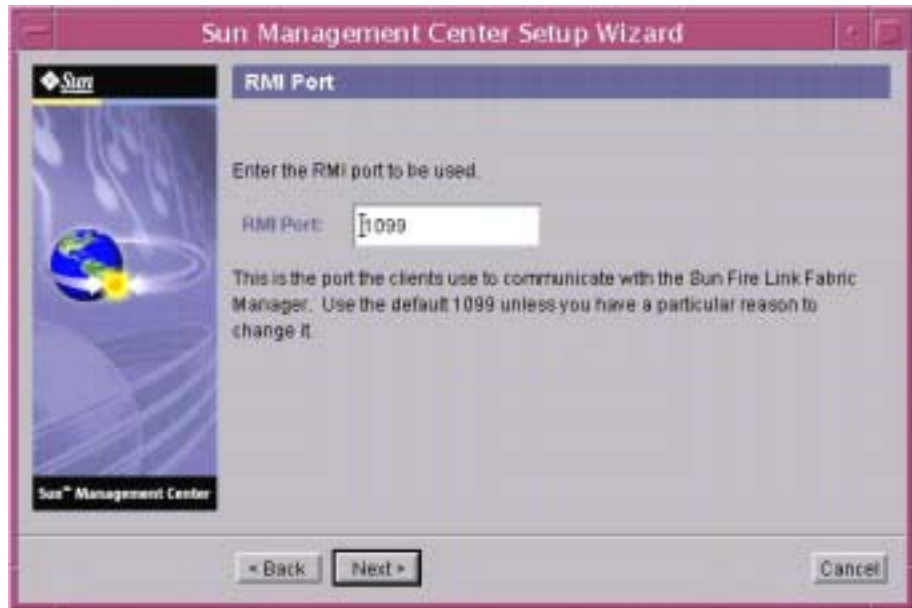 Sun Management Center Setup Wizard
Sun
RMI Port
Enter the RMI port to be used.
RMI Port:
1099
This is the port the clients use to communicate with the Sun Fire Link Fabric
Manager.  Use the default 1099 unless you have a particular reason to
change it.
Sun™ Management Center
◂ Back
Next ▸
Cancel